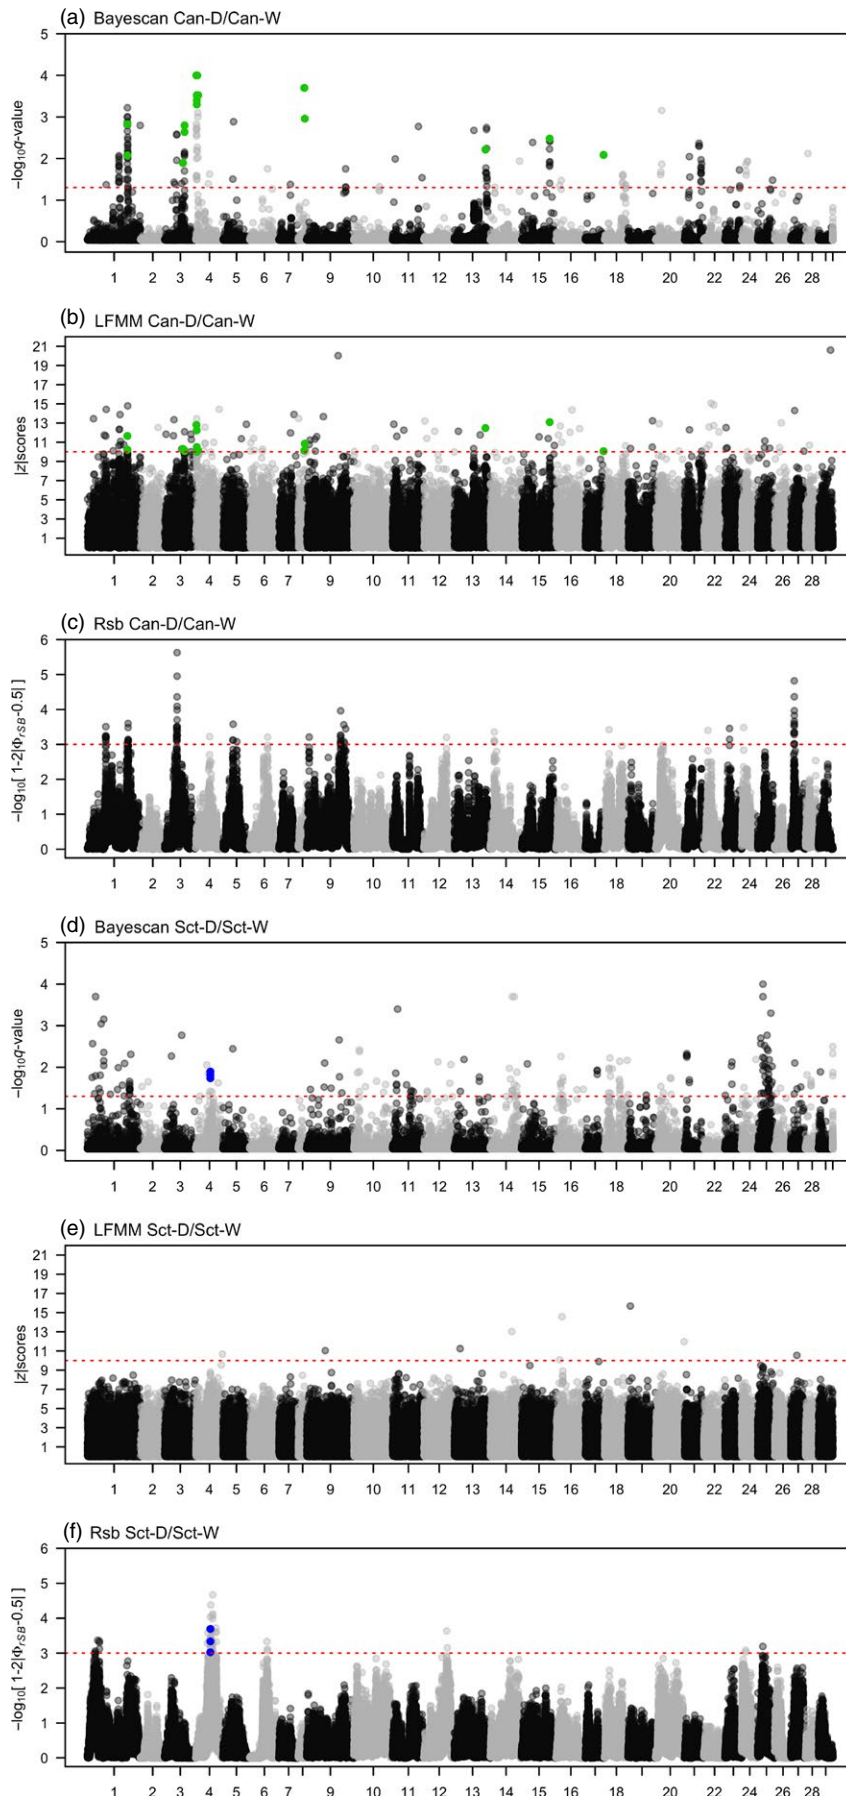 (a) Bayescan Can-D/Can-W
5
4
3
2
1
0
−log₁₀q-value
1 2 3 4 5 6 7 9 10 11 12 13 14 15 16 18 20 22 24 26 28
(b) LFMM Can-D/Can-W
21
19
17
15
13
11
9
7
5
3
1
|z|scores
1 2 3 4 5 6 7 9 10 11 12 13 14 15 16 18 20 22 24 26 28
(c) Rsb Can-D/Can-W
6
5
4
3
2
1
0
−log₁₀[ 1-2|ΦrSB-0.5| ]
1 2 3 4 5 6 7 9 10 11 12 13 14 15 16 18 20 22 24 26 28
(d) Bayescan Sct-D/Sct-W
5
4
3
2
1
0
−log₁₀q-value
1 2 3 4 5 6 7 9 10 11 12 13 14 15 16 18 20 22 24 26 28
(e) LFMM Sct-D/Sct-W
21
19
17
15
13
11
9
7
5
3
1
|z|scores
1 2 3 4 5 6 7 9 10 11 12 13 14 15 16 18 20 22 24 26 28
(f) Rsb Sct-D/Sct-W
6
5
4
3
2
1
0
−log₁₀[ 1-2|ΦrSB-0.5| ]
1 2 3 4 5 6 7 9 10 11 12 13 14 15 16 18 20 22 24 26 28